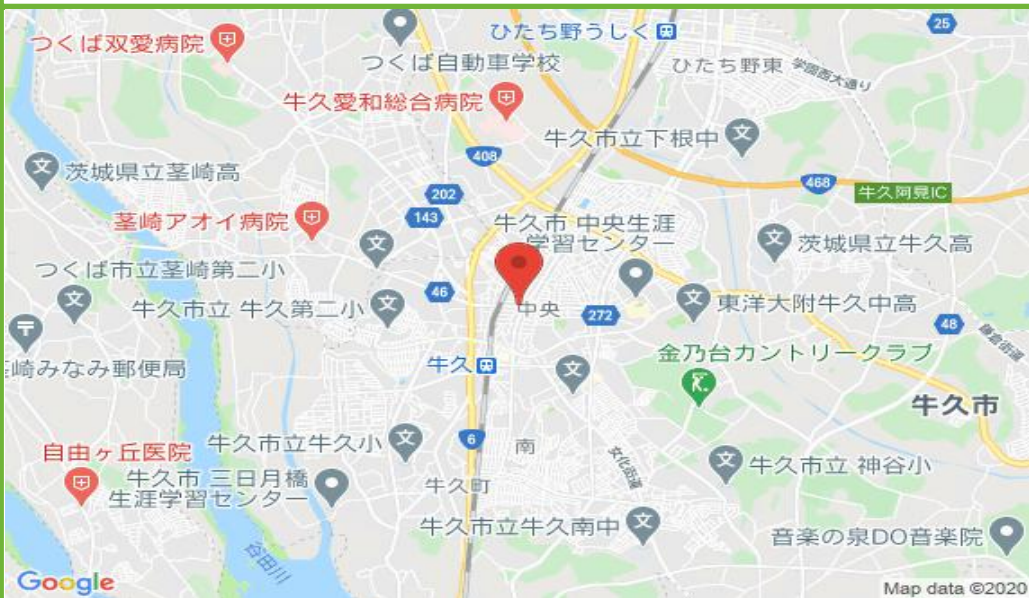 ひたち野うしく
25
つくば双愛病院
つくば自動車学校
ひたち野東
学園西大通り
牛久愛和総合病院
牛久市立下根中
408
茨城県立茎崎高
468
牛久阿見IC
202
143
茎崎アオイ病院
牛久市 中央生涯
学習センター
茨城県立牛久高
つくば市立茎崎第二小
46
牛久市立 牛久第二小
中央
272
東洋大附牛久中高
48
藤倉街道
崎みなみ郵便局
牛久
金乃台カントリークラブ
牛久市
6
自由ヶ丘医院
牛久市立牛久小
南
女化街道
牛久市 三日月橋
生涯学習センター
牛久町
牛久市立 神谷小
牛久市立牛久南中
音楽の泉DO音楽院
谷田川
Google
Map data ©2020